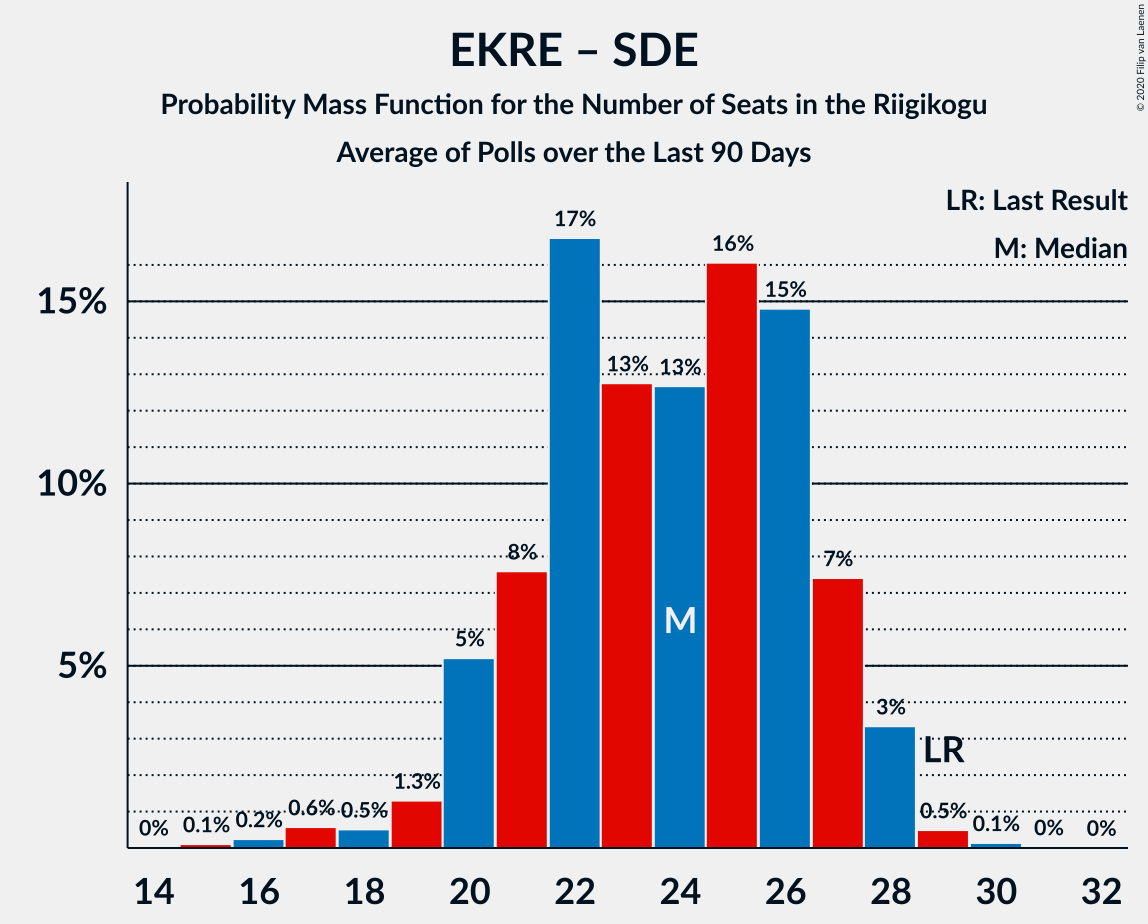 EKRE – SDE
Probability Mass Function for the Number of Seats in the Riigikogu
Average of Polls over the Last 90 Days
© 2020 Filip van Laenen
LR: Last Result
M: Median
17%
16%
15%
15%
13%
13%
10%
8%
7%
M
5%
5%
3%
LR
1.3%
0%
0.1%
0.2%
0.6%
0.5%
0.5%
0.1%
0%
0%
14 16 18 20 22 24 26 28 30 32